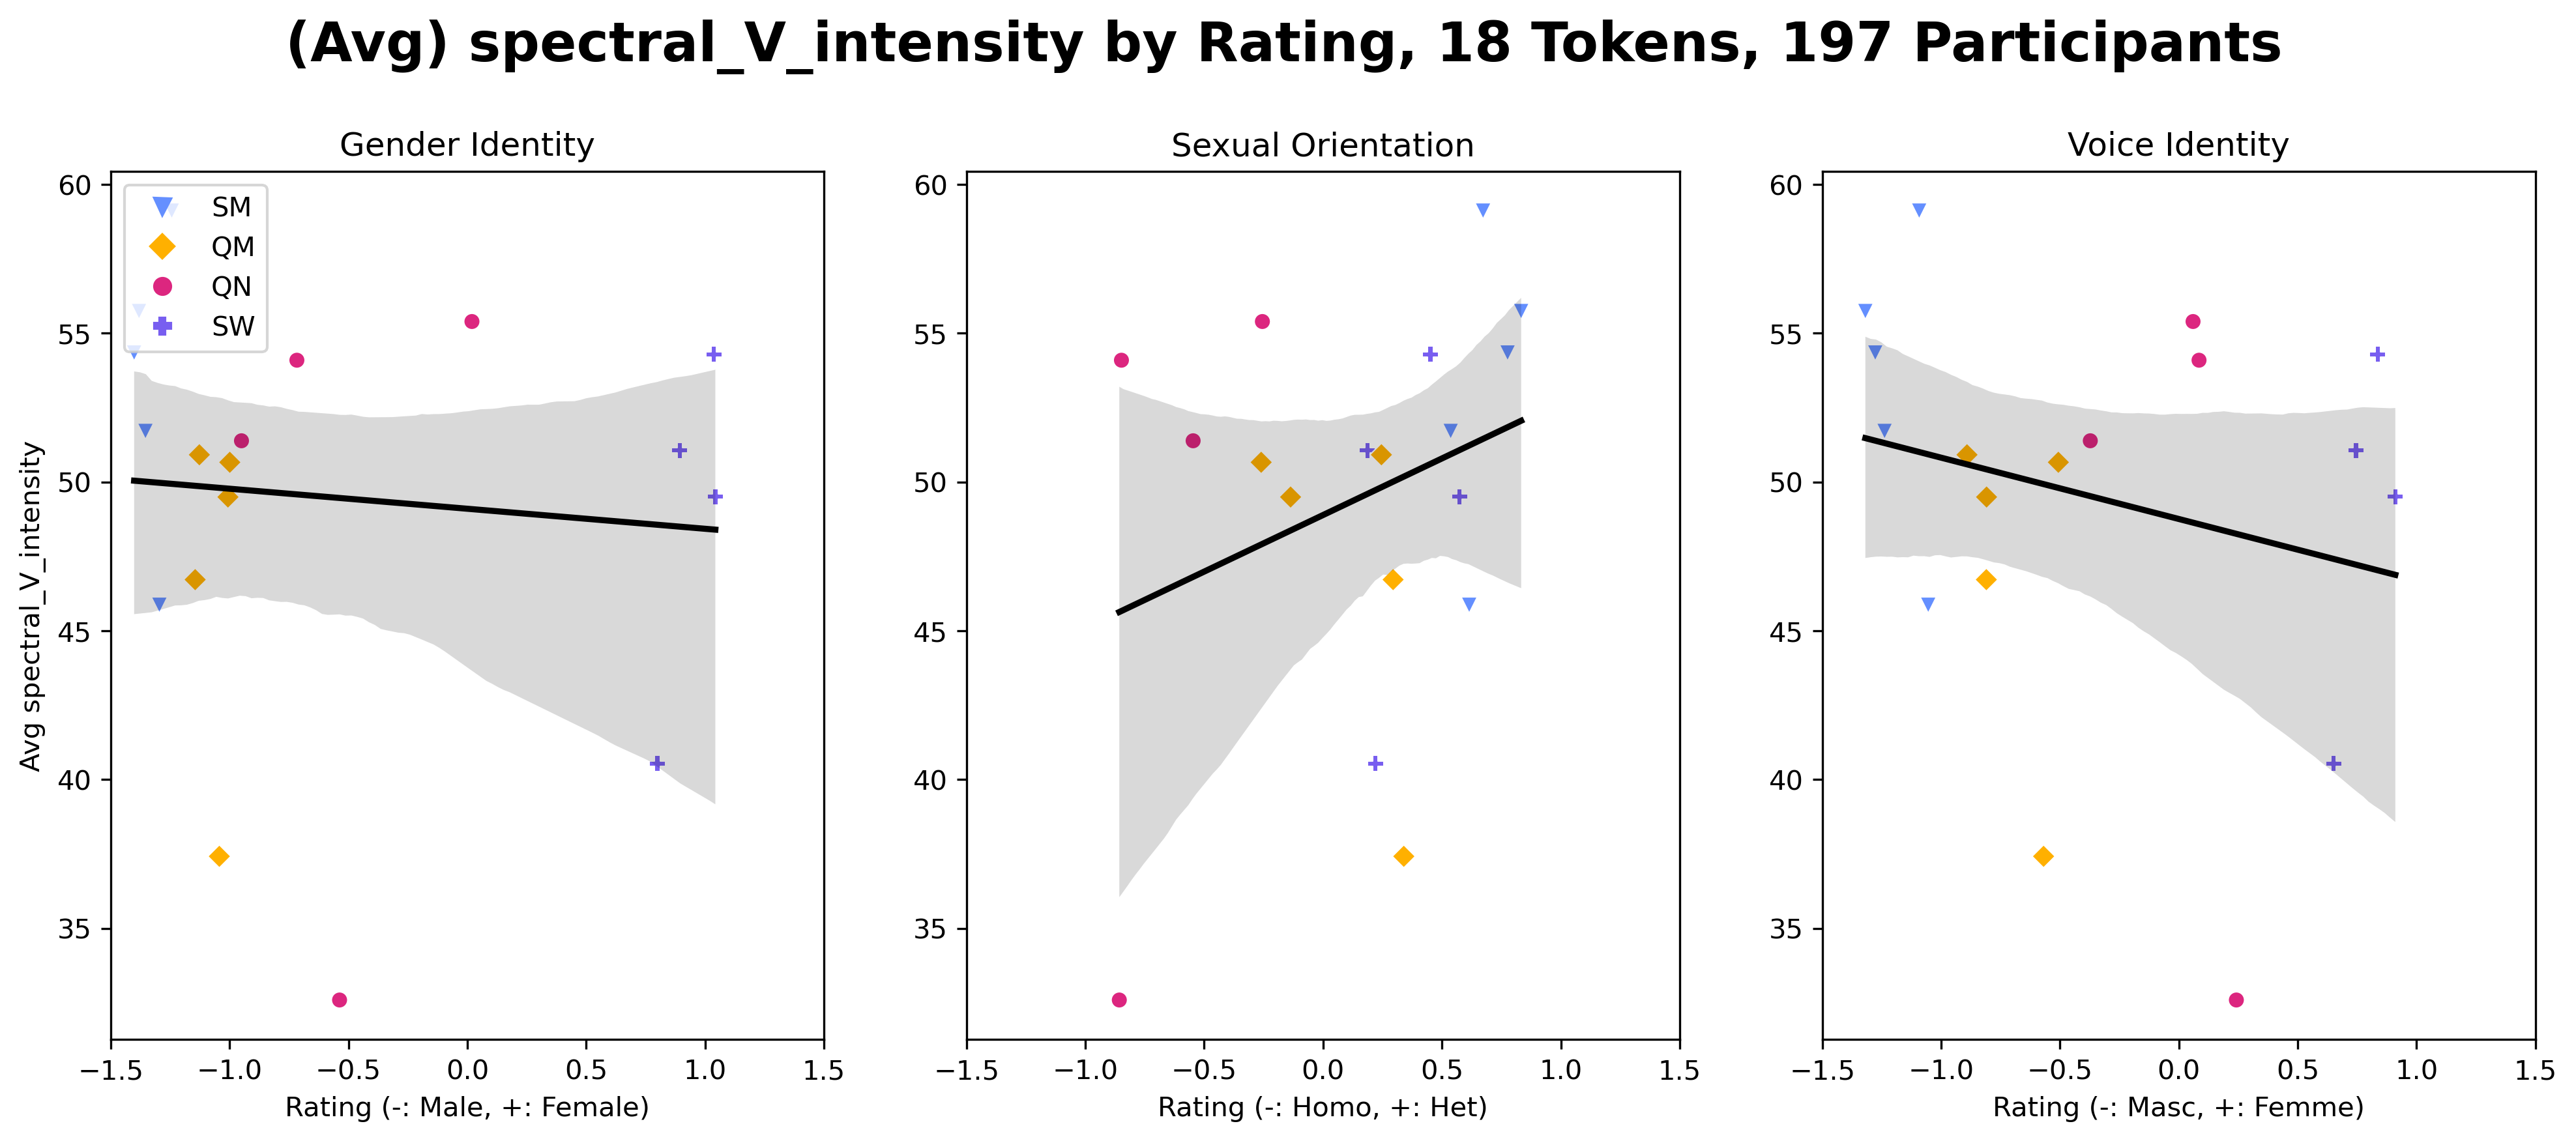 (Avg) spectral_V_intensity by Rating, 18 Tokens, 197 Participants
Gender Identity
Sexual Orientation
Voice Identity
SM
QM
QN
SW
Avg spectral_V_intensity
60
55
50
45
40
35
−1.5 −1.0 −0.5 0.0 0.5 1.0 1.5
Rating (-: Male, +: Female)
60
55
50
45
40
35
−1.5 −1.0 −0.5 0.0 0.5 1.0 1.5
Rating (-: Homo, +: Het)
60
55
50
45
40
35
−1.5 −1.0 −0.5 0.0 0.5 1.0 1.5
Rating (-: Masc, +: Femme)